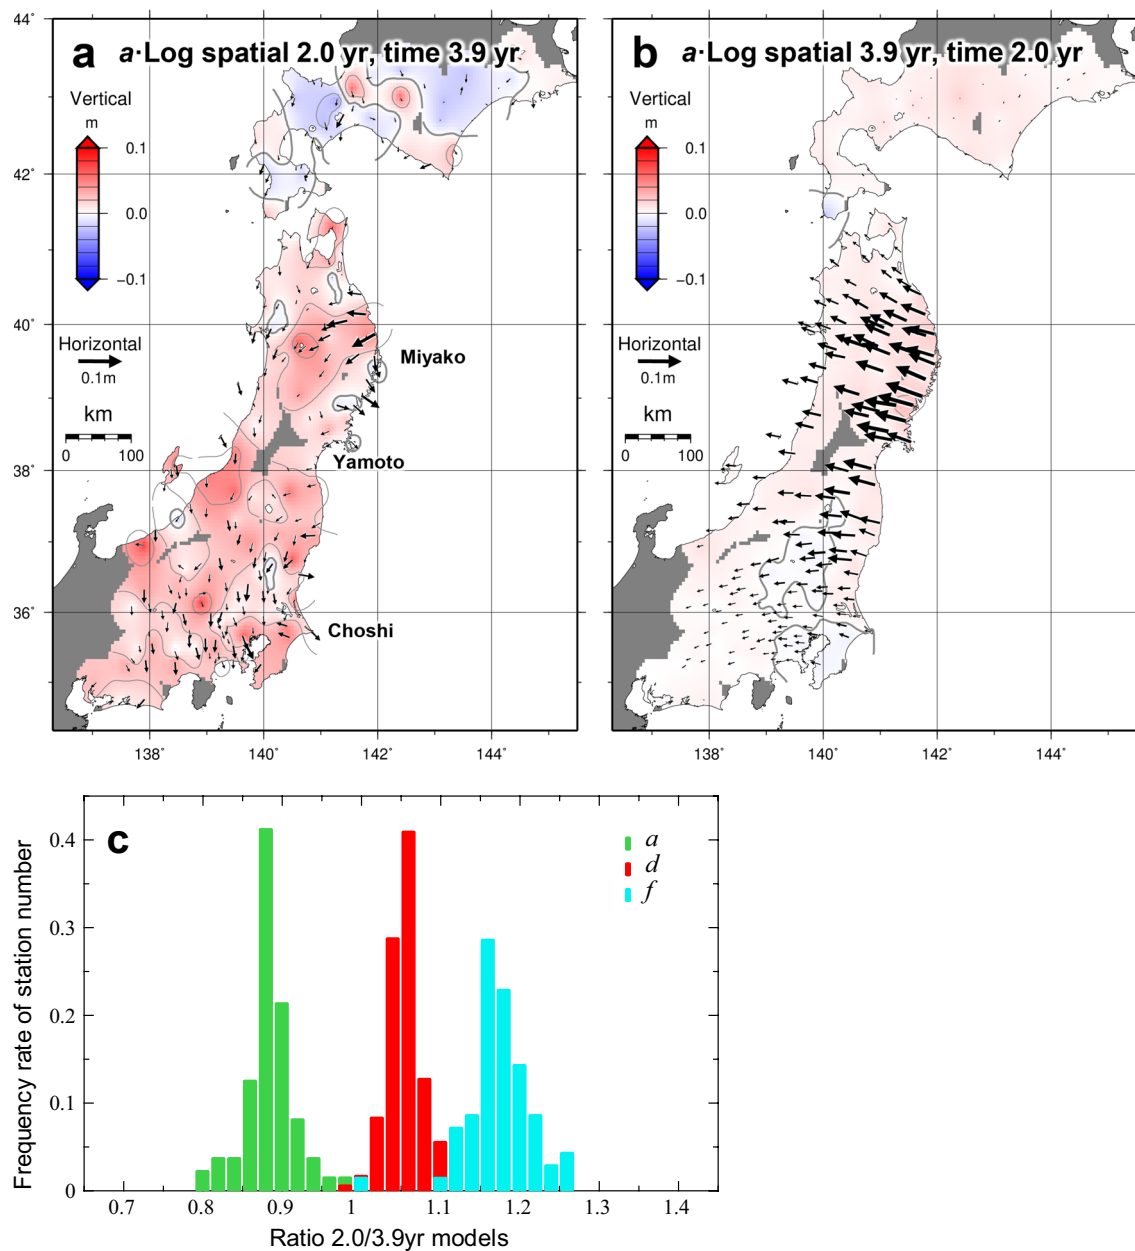 a a·Log spatial 2.0 yr, time 3.9 yr
44°
42°
40°
38°
36°
Vertical
m
0.1
0.0
−0.1
Horizontal
0.1m
km
0 100
Miyako
Yamoto
Choshi
138° 140° 142° 144°
b a·Log spatial 3.9 yr, time 2.0 yr
Vertical
m
0.1
0.0
−0.1
Horizontal
0.1m
km
0 100
138° 140° 142° 144°
c
a
d
f
Frequency rate of station number
0.4
0.3
0.2
0.1
0
0.7 0.8 0.9 1 1.1 1.2 1.3 1.4
Ratio 2.0/3.9yr models